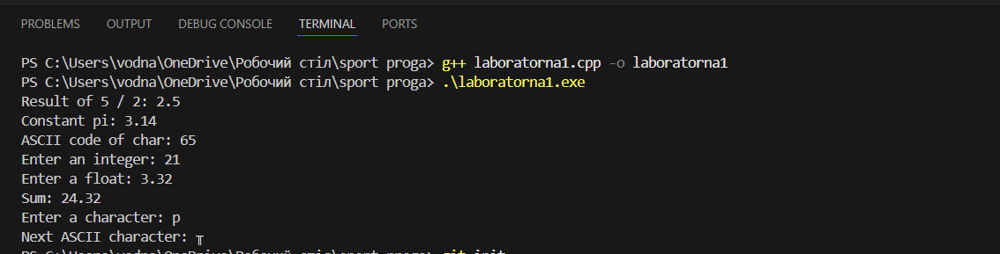 PROBLEMS OUTPUT DEBUG CONSOLE TERMINAL PORTS
PS C:\Users\vodna\OneDrive\Робочий стіл\sport proga> g++ laboratorna1.cpp -o laboratorna1
PS C:\Users\vodna\OneDrive\Робочий стіл\sport proga> .\laboratorna1.exe
Result of 5 / 2: 2.5
Constant pi: 3.14
ASCII code of char: 65
Enter an integer: 21
Enter a float: 3.32
Sum: 24.32
Enter a character: p
Next ASCII character: ╥
PS C:\Users\vodna\OneDrive\Робочий стіл\sport proga> git init